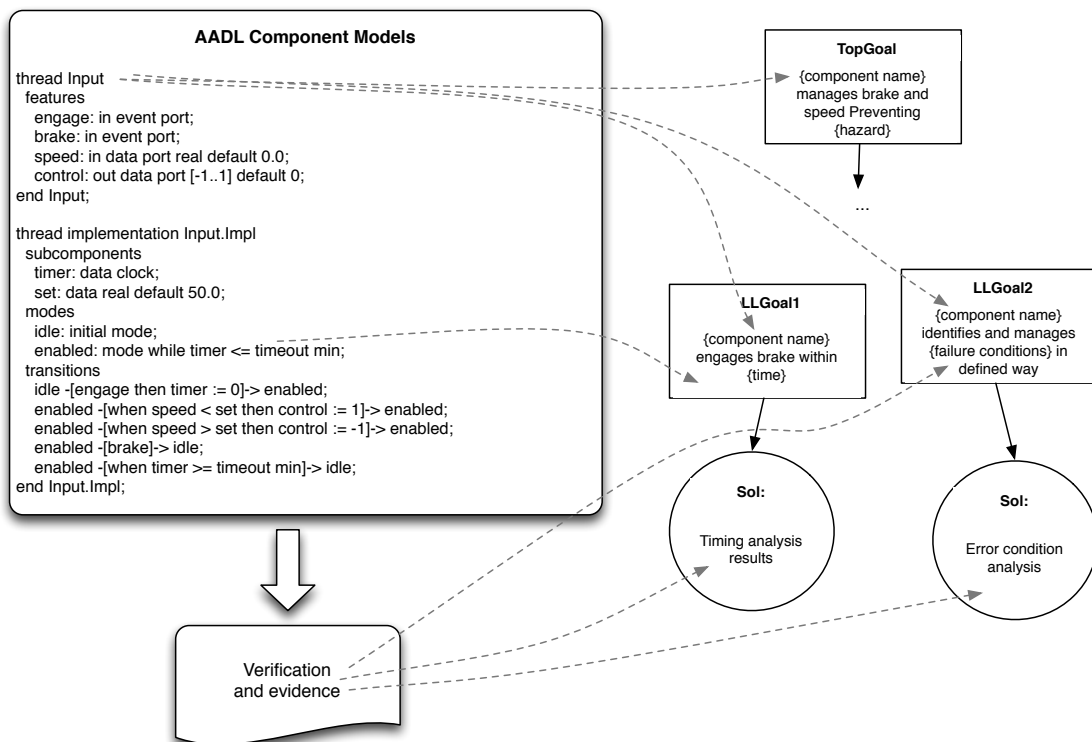 AADL Component Models
thread Input
features
engage: in event port;
brake: in event port;
speed: in data port real default 0.0;
control: out data port [-1..1] default 0;
end Input;
thread implementation Input.Impl
subcomponents
timer: data clock;
set: data real default 50.0;
modes
idle: initial mode;
enabled: mode while timer <= timeout min;
transitions
idle -[engage then timer := 0]-> enabled;
enabled -[when speed < set then control := 1]-> enabled;
enabled -[when speed > set then control := -1]-> enabled;
enabled -[brake]-> idle;
enabled -[when timer >= timeout min]-> idle;
end Input.Impl;
Verification
and evidence
TopGoal
{component name}
manages brake and
speed Preventing
{hazard}
...
LLGoal1
{component name}
engages brake within
{time}
LLGoal2
{component name}
identifies and manages
{failure conditions} in
defined way
Sol:
Timing analysis
results
Sol:
Error condition
analysis